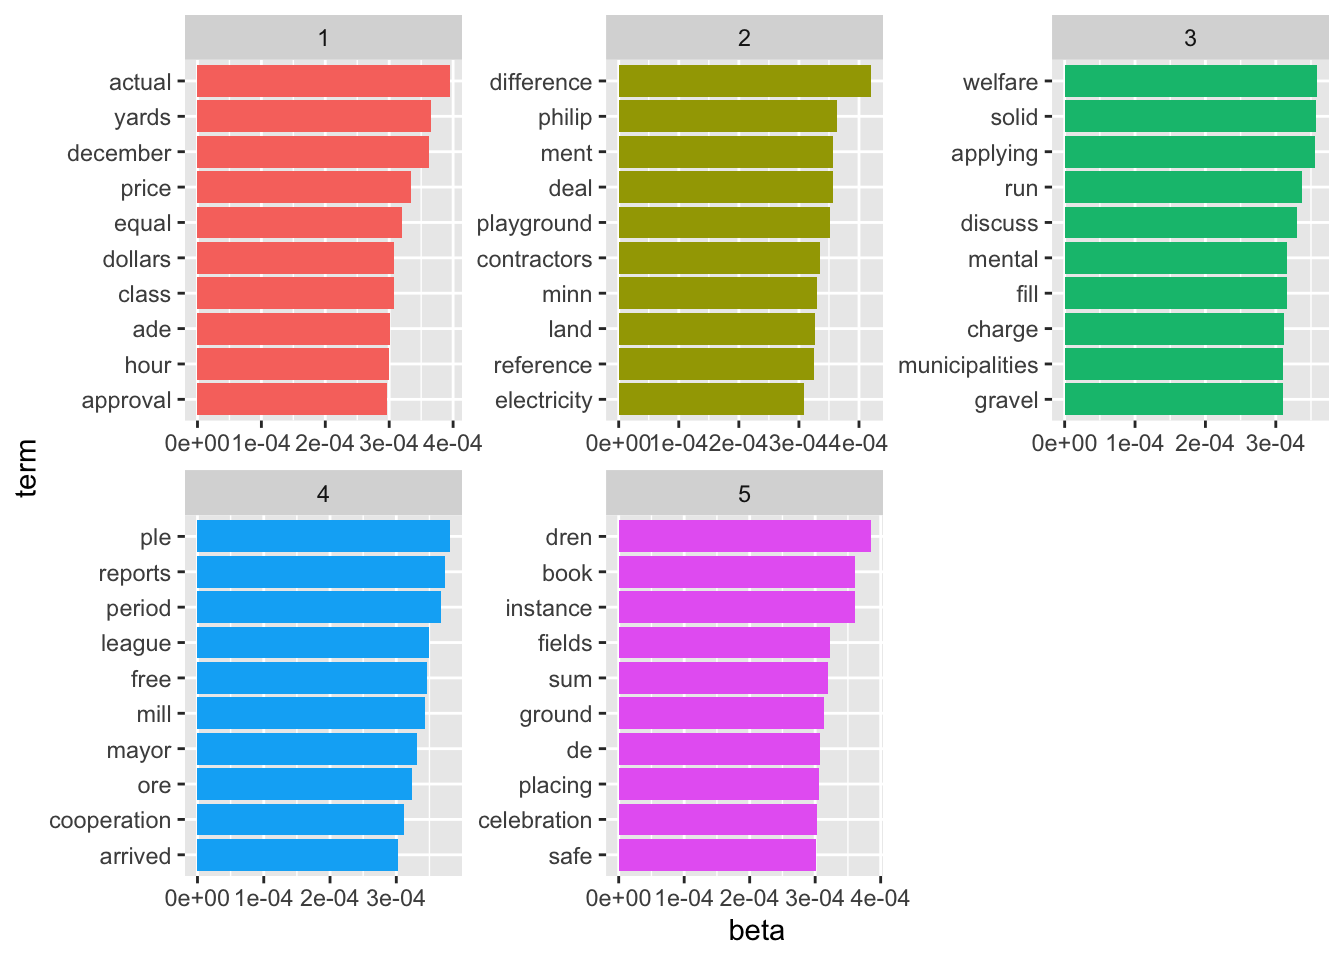 1
actual
yards
december
price
equal
dollars
class
ade
hour
approval
0e+00 1e-04 2e-04 3e-04 4e-04
2
difference
philip
ment
deal
playground
contractors
minn
land
reference
electricity
0e+00 1e-04 2e-04 3e-04 4e-04
3
welfare
solid
applying
run
discuss
mental
fill
charge
municipalities
gravel
0e+00 1e-04 2e-04 3e-04
term
4
ple
reports
period
league
free
mill
mayor
ore
cooperation
arrived
0e+00 1e-04 2e-04 3e-04
5
dren
book
instance
fields
sum
ground
de
placing
celebration
safe
0e+00 1e-04 2e-04 3e-04 4e-04
beta